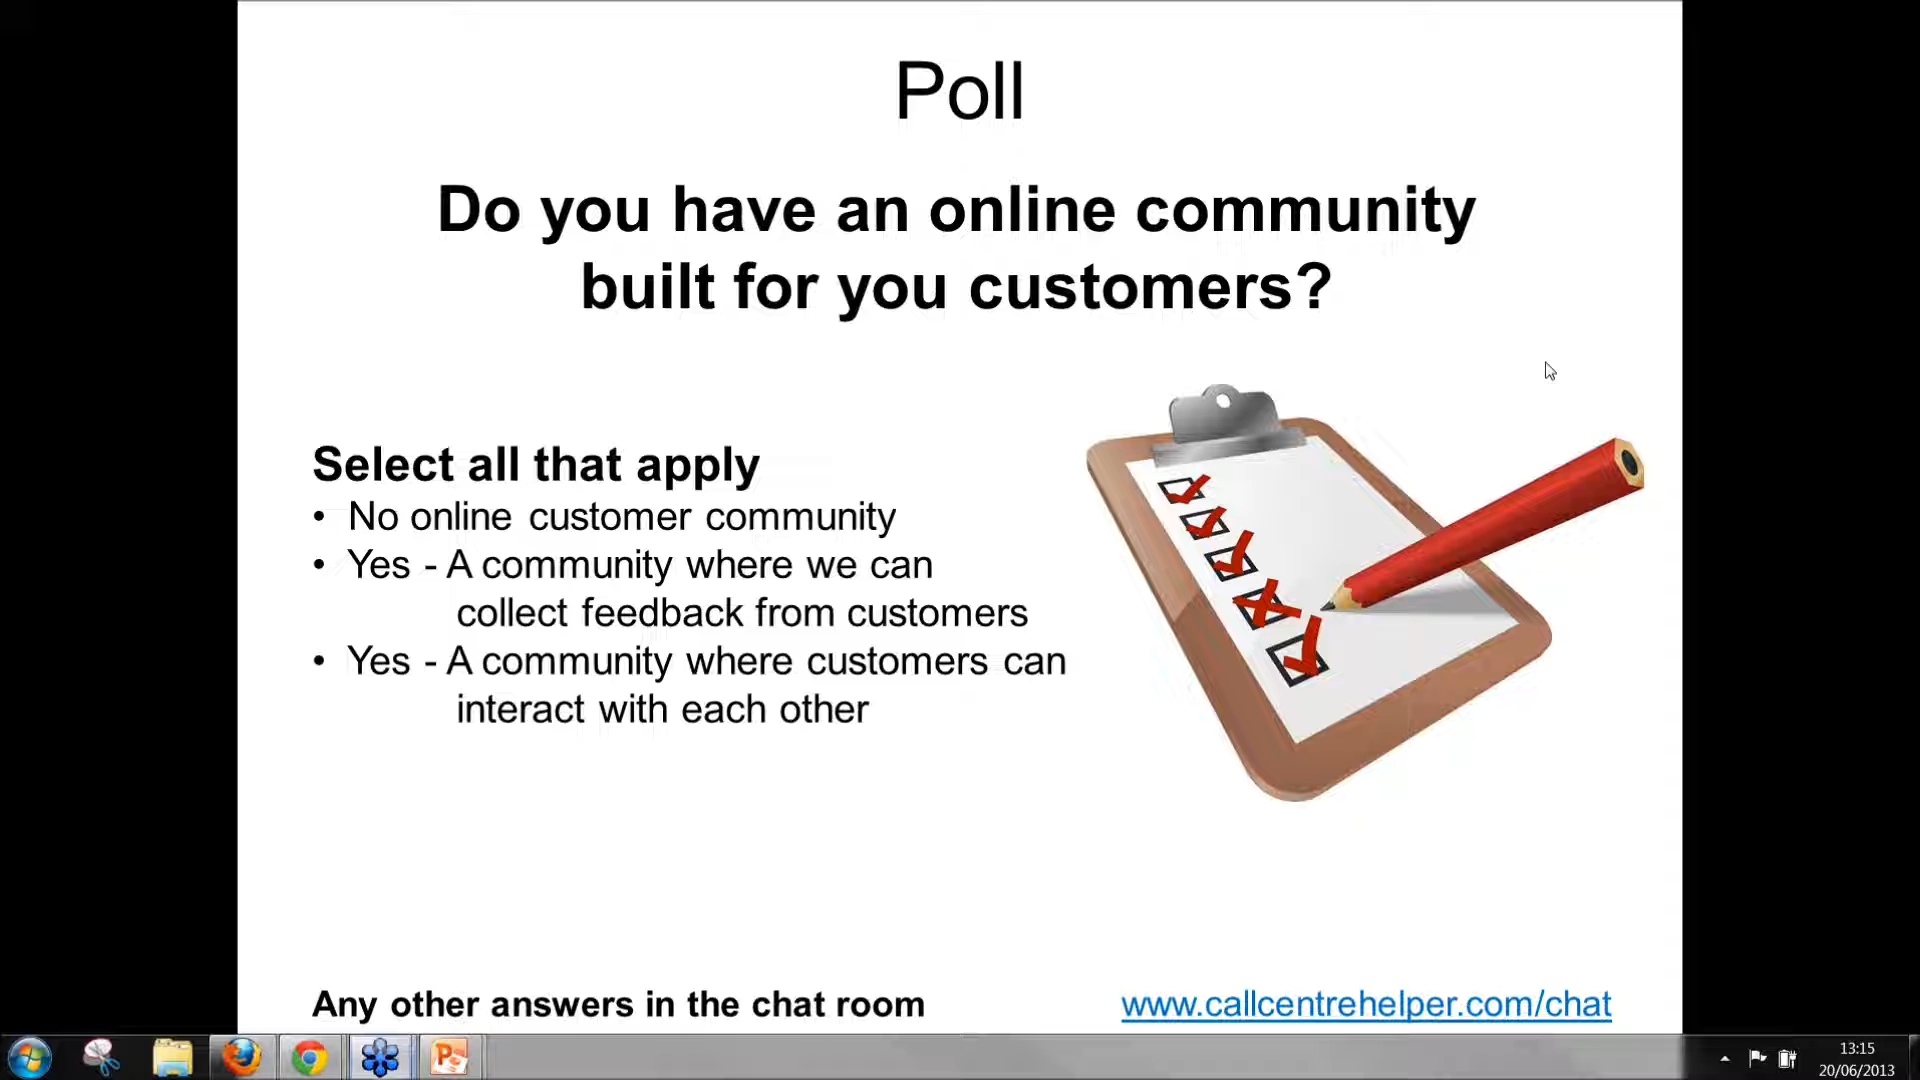 Poll
Do you have an online community
built for you customers?
Select all that apply
• No online customer community
• Yes - A community where we can
collect feedback from customers
• Yes - A community where customers can
interact with each other
Any other answers in the chat room
www.callcentrehelper.com/chat
13:15
20/06/2013